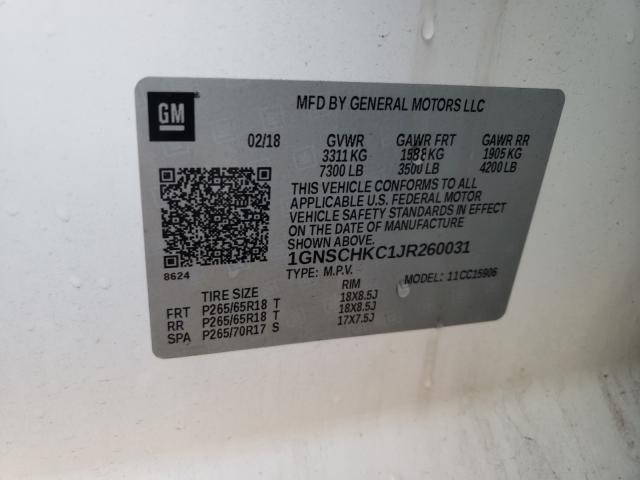 GM
MFD BY GENERAL MOTORS LLC
02/18 GVWR GAWR FRT GAWR RR
3311 KG 1588 KG 1905 KG
7300 LB 3500 LB 4200 LB
THIS VEHICLE CONFORMS TO ALL
APPLICABLE U.S. FEDERAL MOTOR
VEHICLE SAFETY STANDARDS IN EFFECT
ON THE DATE OF MANUFACTURE
SHOWN ABOVE.
8624 1GNSCHKC1JR260031
TYPE: M.P.V. MODEL: 11CC15906
TIRE SIZE RIM
FRT P265/65R18 T 18X8.5J
RR P265/65R18 T 18X8.5J
SPA P265/70R17 S 17X7.5J